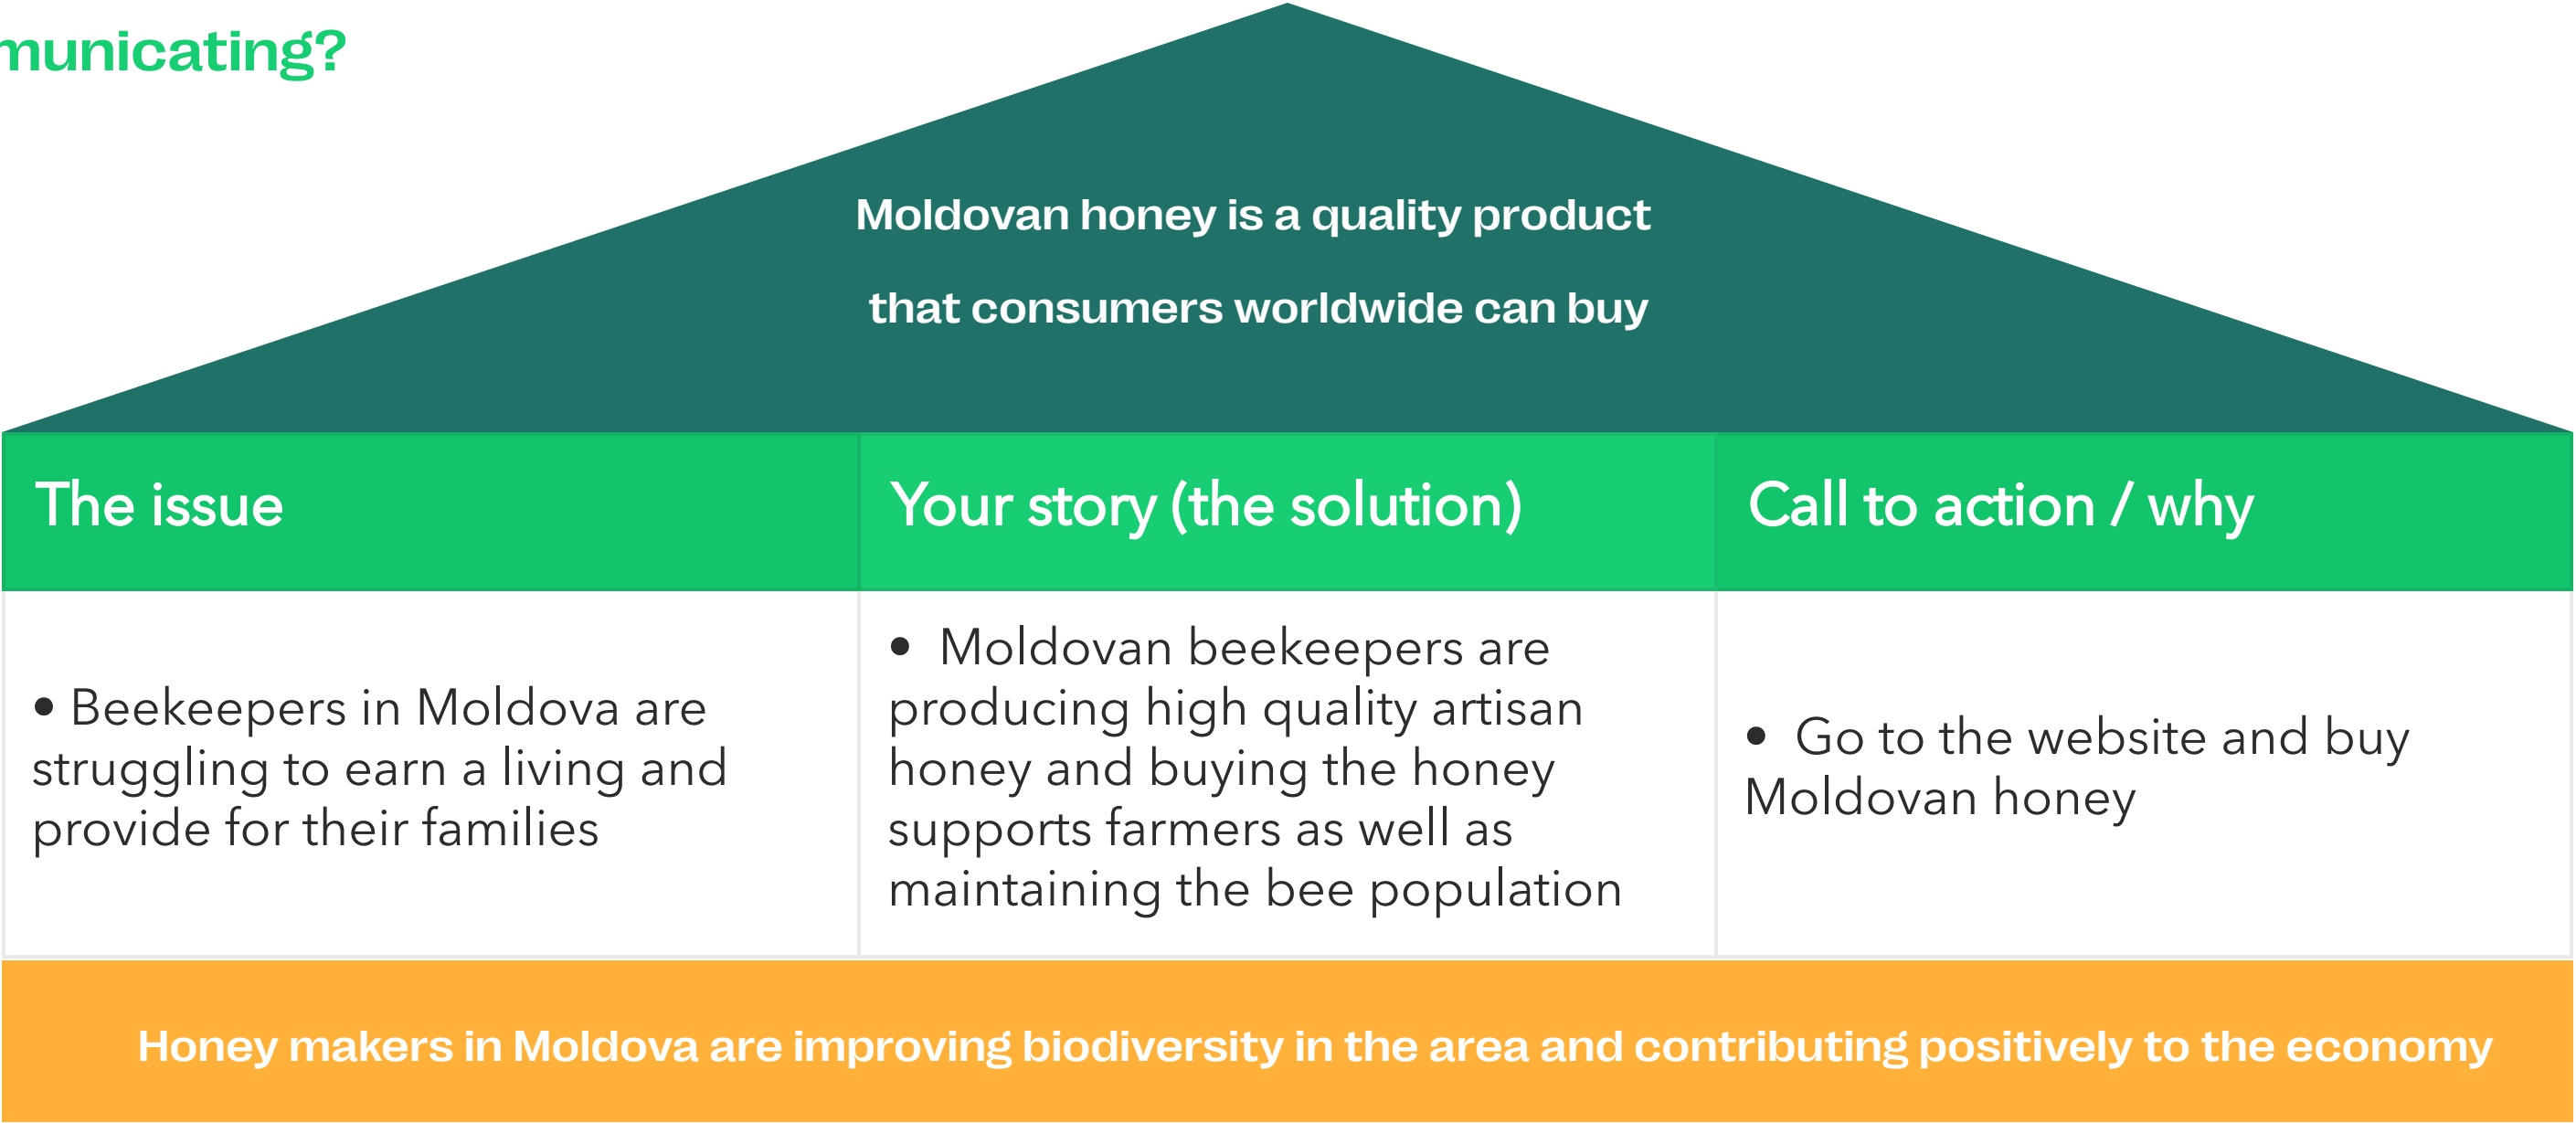 municating?
Moldovan honey is a quality product
that consumers worldwide can buy
The issue
Your story (the solution)
Call to action / why
• Beekeepers in Moldova are
struggling to earn a living and
provide for their families
• Moldovan beekeepers are
producing high quality artisan
honey and buying the honey
supports farmers as well as
maintaining the bee population
• Go to the website and buy
Moldovan honey
Honey makers in Moldova are improving biodiversity in the area and contributing positively to the economy